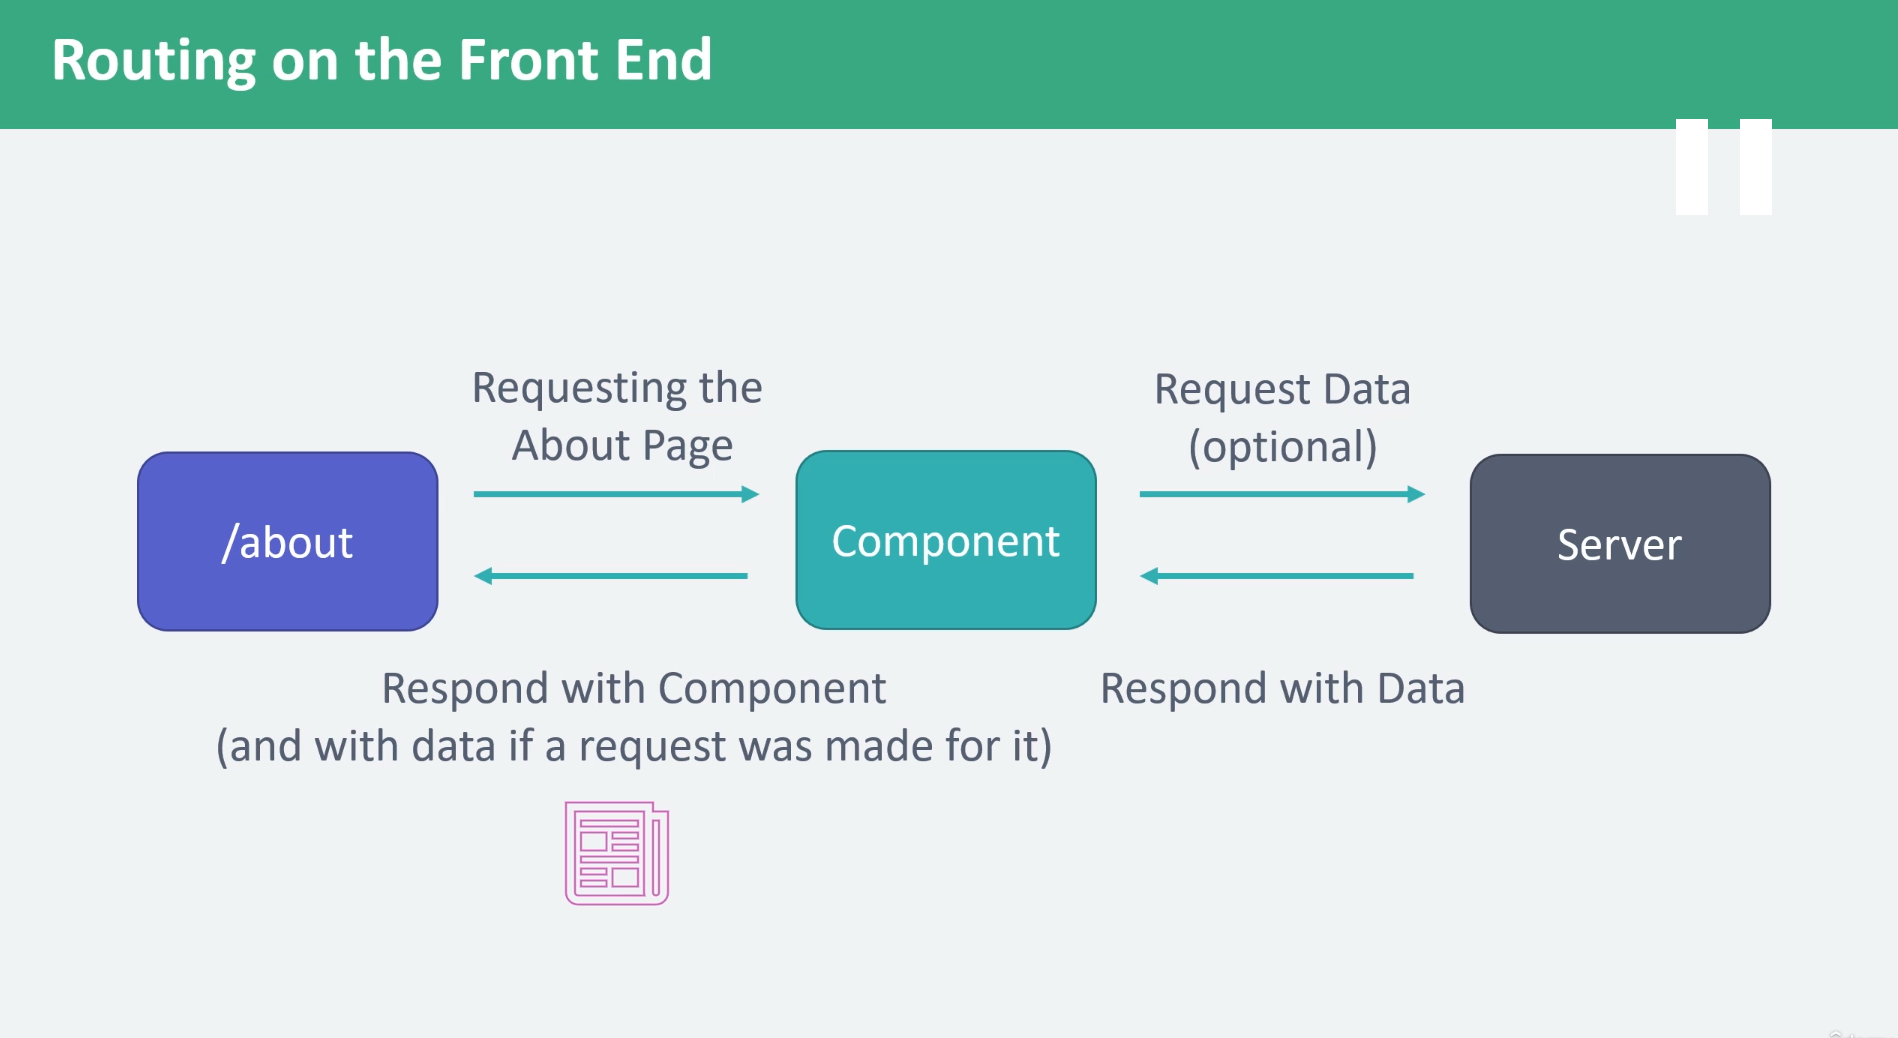 Routing on the Front End
Requesting the
About Page
Request Data
(optional)
/about
Component
Server
Respond with Component
(and with data if a request was made for it)
Respond with Data